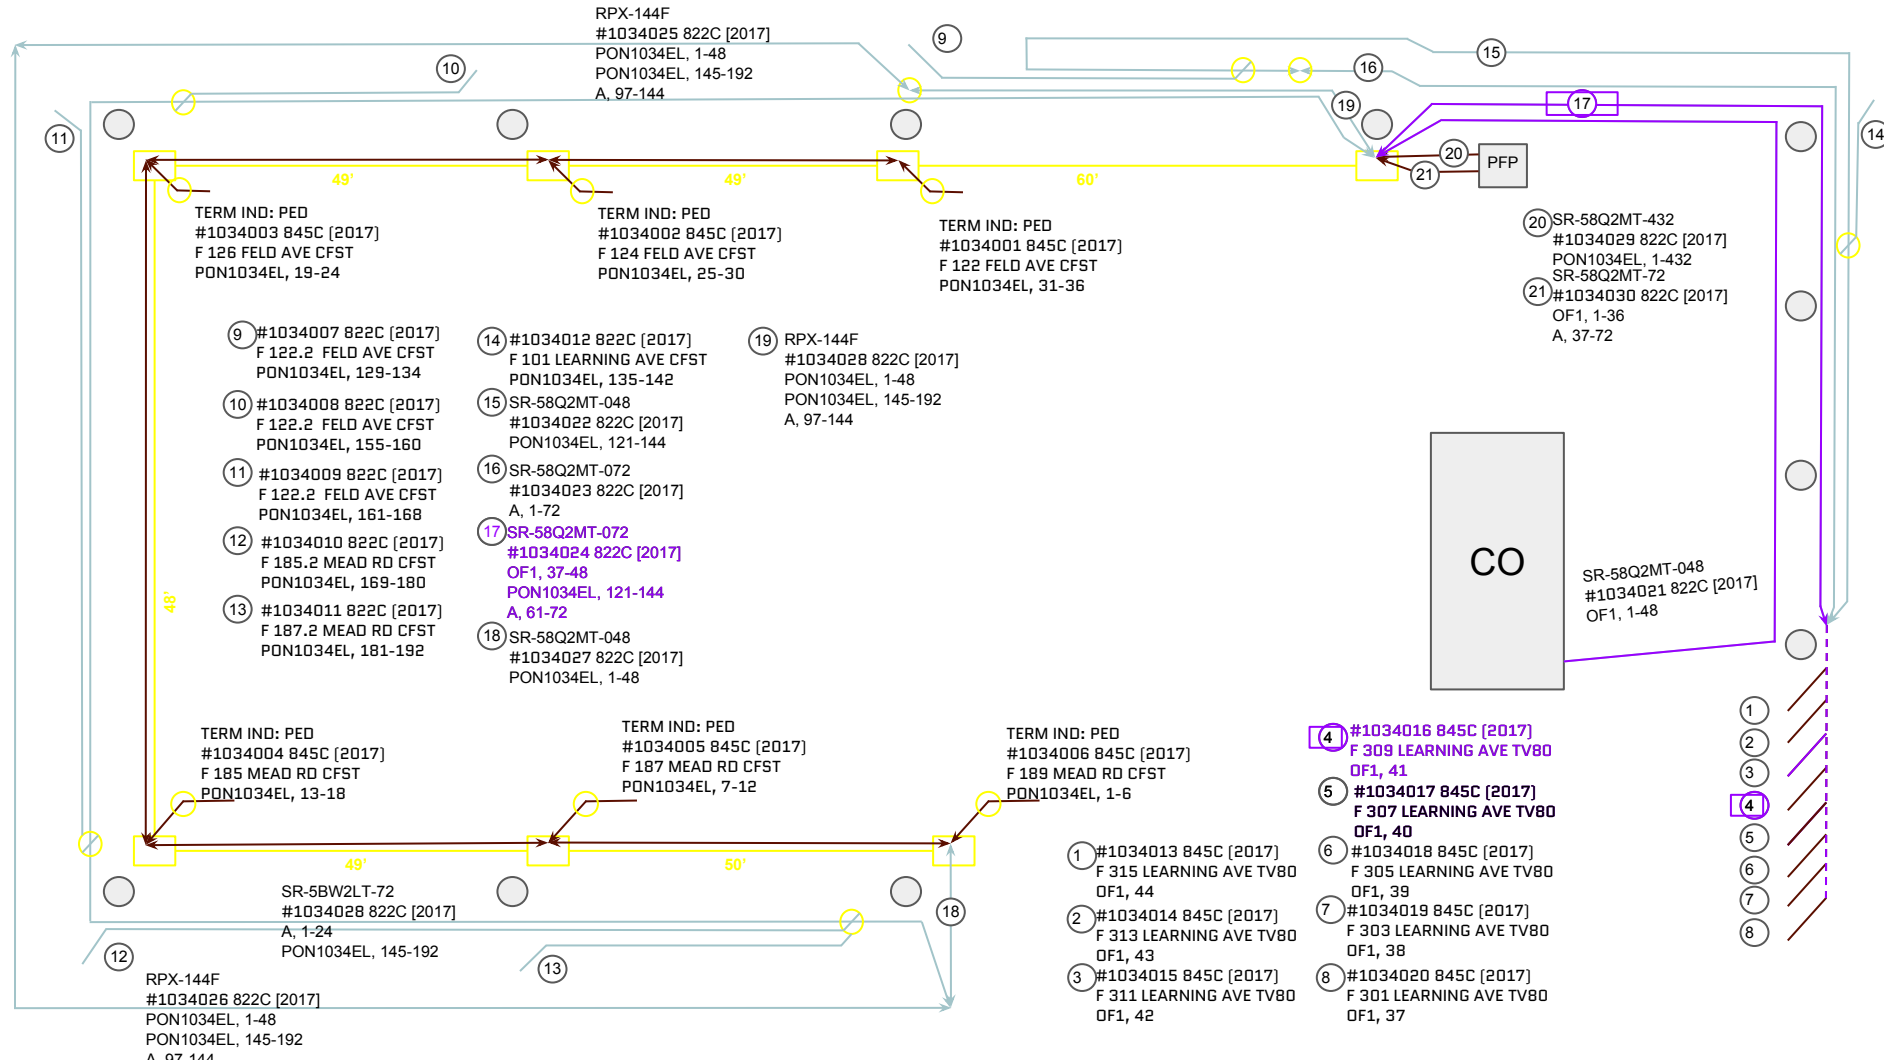 RPX-144F
#1034025 822C [2017]
PON1034EL, 1-48
PON1034EL, 145-192
A, 97-144
9
10
11
15
16
17
14
19
20
21
PFP
49'
49'
60'
TERM IND: PED
#1034003 845C (2017)
F 126 FELD AVE CFST
PON1034EL, 19-24
TERM IND: PED
#1034002 845C (2017)
F 124 FELD AVE CFST
PON1034EL, 25-30
TERM IND: PED
#1034001 845C (2017)
F 122 FELD AVE CFST
PON1034EL, 31-36
20
SR-58Q2MT-432
#1034029 822C [2017]
PON1034EL, 1-432
21
SR-58Q2MT-72
#1034030 822C [2017]
OF1, 1-36
A, 37-72
9
#1034007 822C (2017)
F 122.2 FELD AVE CFST
PON1034EL, 129-134
10
#1034008 822C (2017)
F 122.2 FELD AVE CFST
PON1034EL, 155-160
11
#1034009 822C (2017)
F 122.2 FELD AVE CFST
PON1034EL, 161-168
12
#1034010 822C (2017)
F 185.2 MEAD RD CFST
PON1034EL, 169-180
13
#1034011 822C (2017)
F 187.2 MEAD RD CFST
PON1034EL, 181-192
14
#1034012 822C (2017)
F 101 LEARNING AVE CFST
PON1034EL, 135-142
15
SR-58Q2MT-048
#1034022 822C [2017]
PON1034EL, 121-144
16
SR-58Q2MT-072
#1034023 822C [2017]
A, 1-72
17
SR-58Q2MT-072
#1034024 822C [2017]
OF1, 37-48
PON1034EL, 121-144
A, 61-72
18
SR-58Q2MT-048
#1034027 822C [2017]
PON1034EL, 1-48
19
RPX-144F
#1034028 822C [2017]
PON1034EL, 1-48
PON1034EL, 145-192
A, 97-144
48'
CO
SR-58Q2MT-048
#1034021 822C [2017]
OF1, 1-48
TERM IND: PED
#1034004 845C (2017)
F 185 MEAD RD CFST
PON1034EL, 13-18
TERM IND: PED
#1034005 845C (2017)
F 187 MEAD RD CFST
PON1034EL, 7-12
TERM IND: PED
#1034006 845C (2017)
F 189 MEAD RD CFST
PON1034EL, 1-6
49'
50'
SR-5BW2LT-72
#1034028 822C [2017]
A, 1-24
PON1034EL, 145-192
12
13
18
RPX-144F
#1034026 822C [2017]
PON1034EL, 1-48
PON1034EL, 145-192
A, 97-144
1
#1034013 845C (2017)
F 315 LEARNING AVE TV80
OF1, 44
2
#1034014 845C (2017)
F 313 LEARNING AVE TV80
OF1, 43
3
#1034015 845C (2017)
F 311 LEARNING AVE TV80
OF1, 42
4
#1034016 845C (2017)
F 309 LEARNING AVE TV80
OF1, 41
5
#1034017 845C (2017)
F 307 LEARNING AVE TV80
OF1, 40
6
#1034018 845C (2017)
F 305 LEARNING AVE TV80
OF1, 39
7
#1034019 845C (2017)
F 303 LEARNING AVE TV80
OF1, 38
8
#1034020 845C (2017)
F 301 LEARNING AVE TV80
OF1, 37
1
2
3
4
5
6
7
8